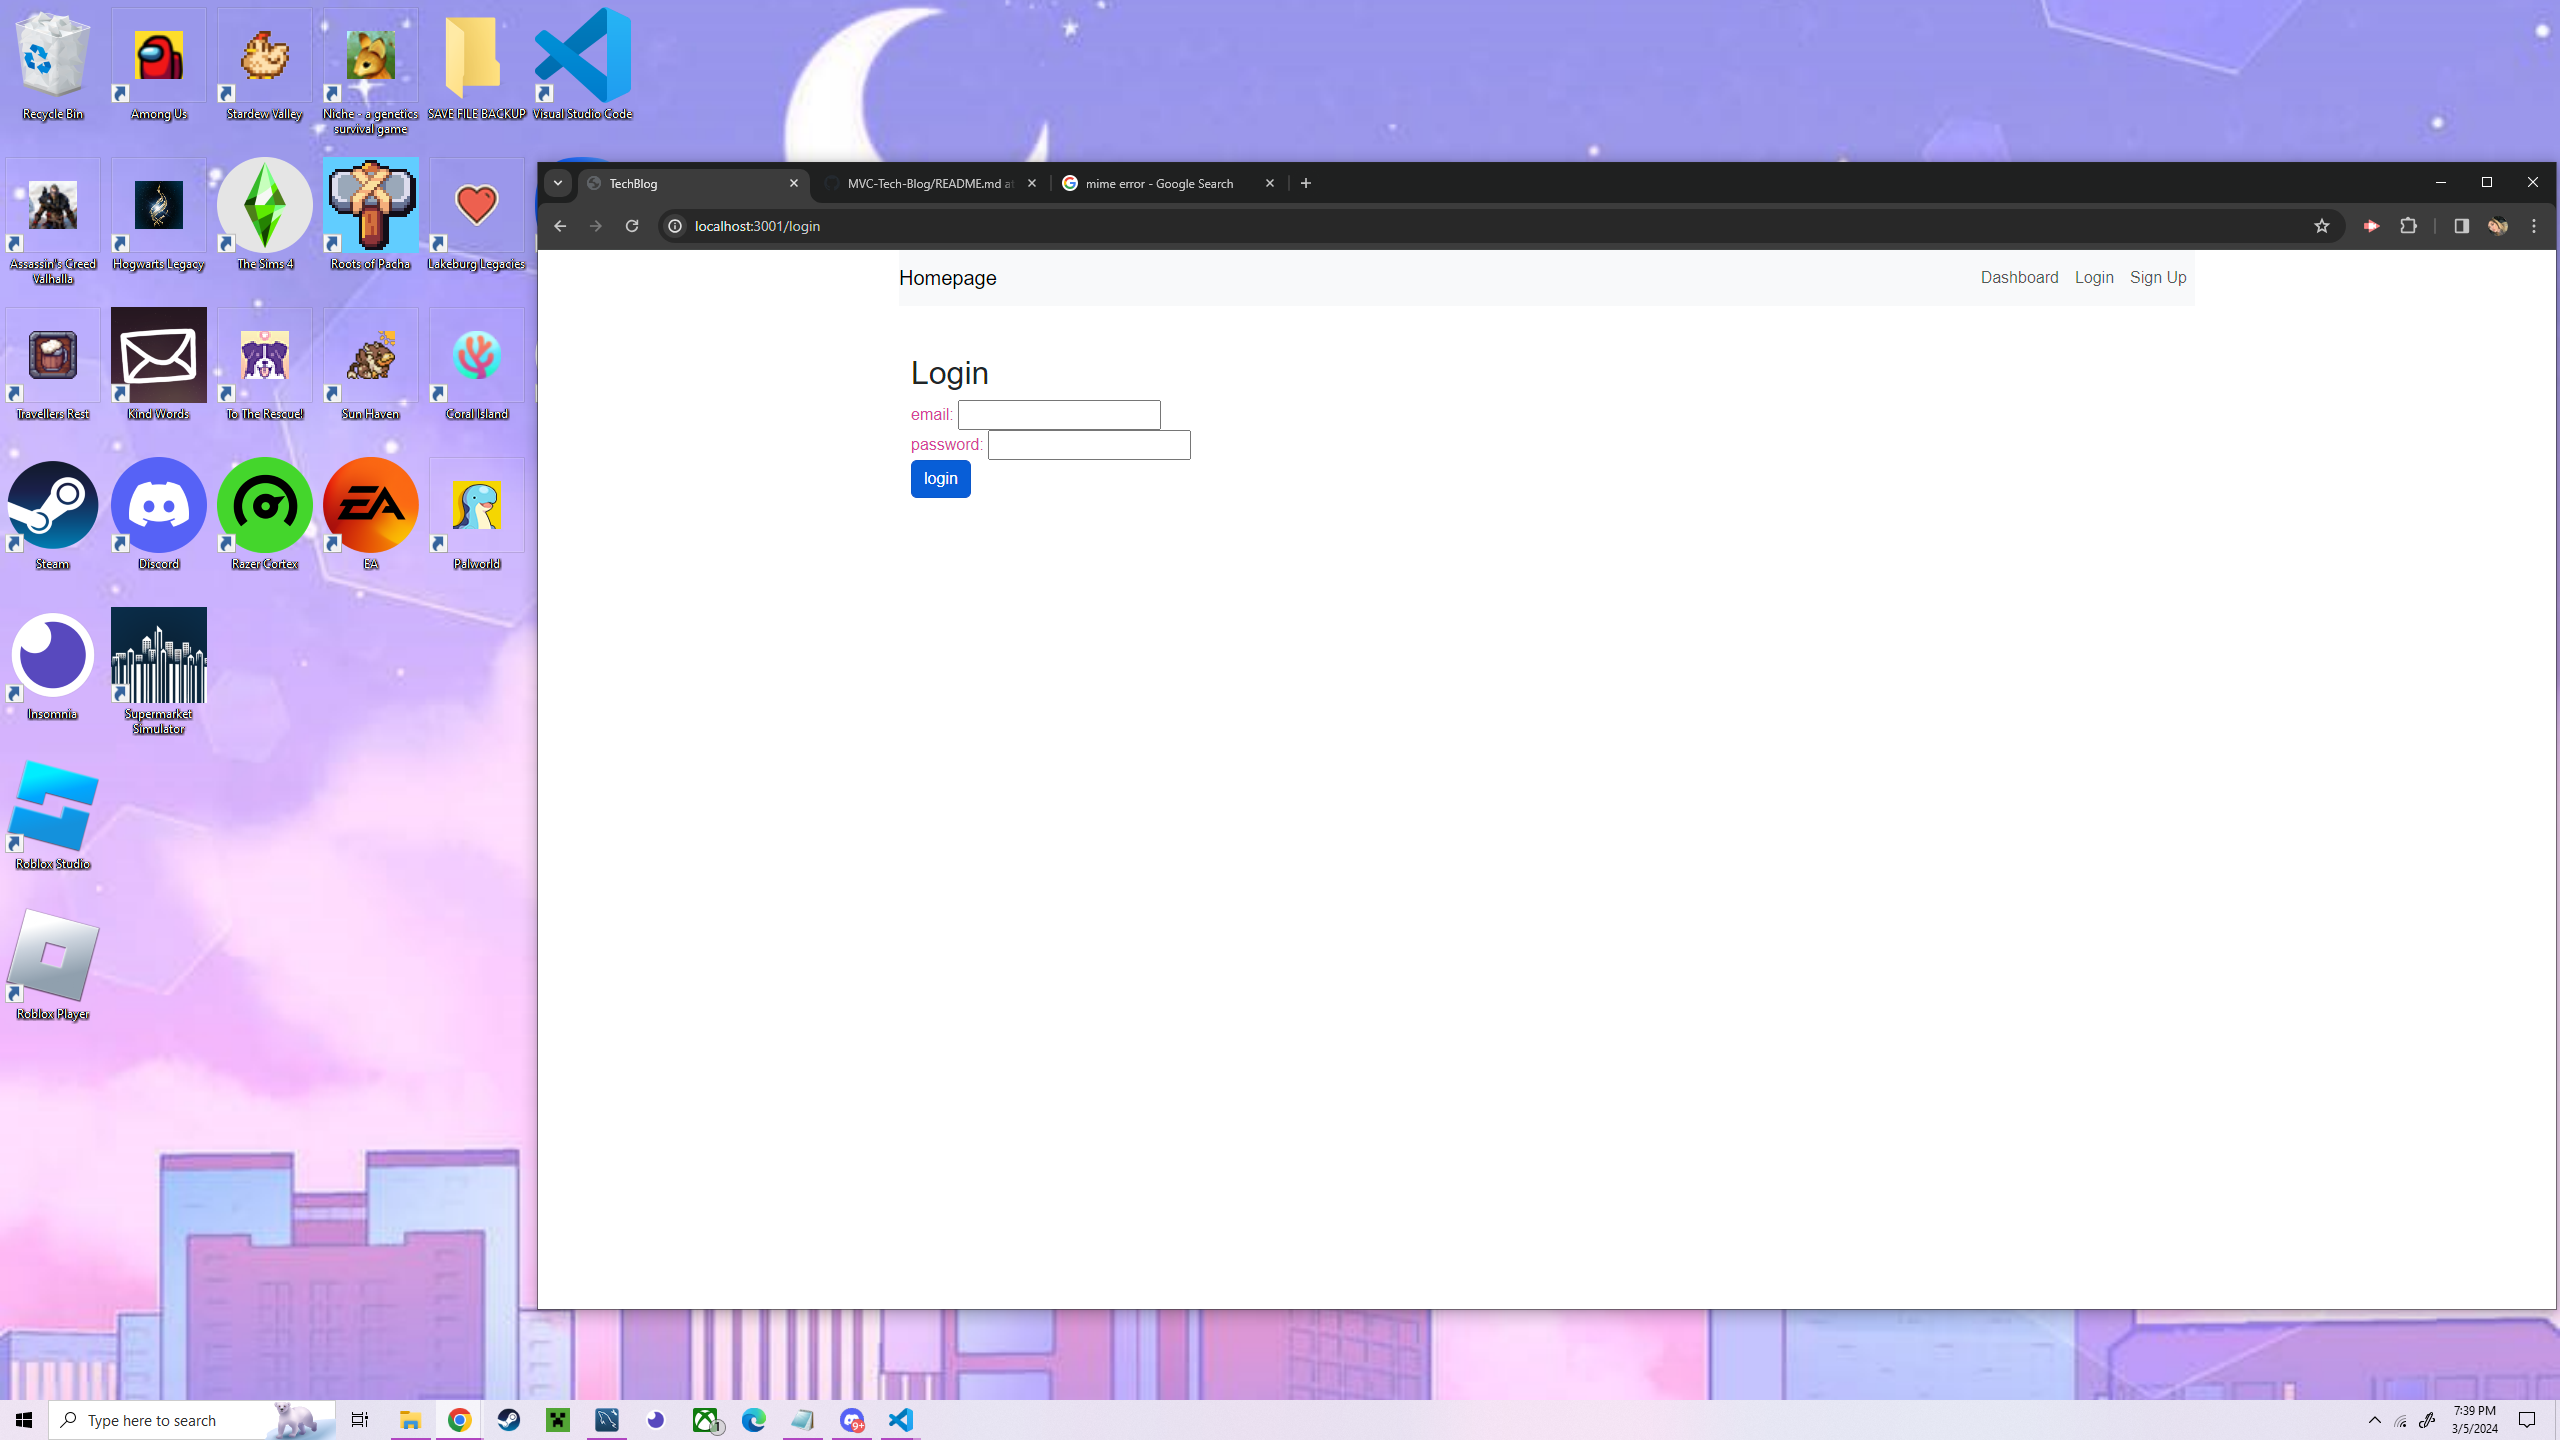 Recycle Bin
Among Us
Stardew Valley
Niche - a genetics
survival game
SAVE FILE BACKUP
Visual Studio Code
Assassin's Creed
Valhalla
Hogwarts Legacy
The Sims 4
Roots of Pacha
Lakeburg Legacies
Travellers Rest
Kind Words
To The Rescue!
Sun Haven
Coral Island
Steam
Discord
Razer Cortex
EA
Palworld
Insomnia
Supermarket
Simulator
Roblox Studio
Roblox Player
TechBlog
MVC-Tech-Blog/README.md at
mime error - Google Search
localhost:3001/login
Homepage
Dashboard
Login
Sign Up
Login
email:
password:
login
Type here to search
1
9+
7:39 PM
3/5/2024